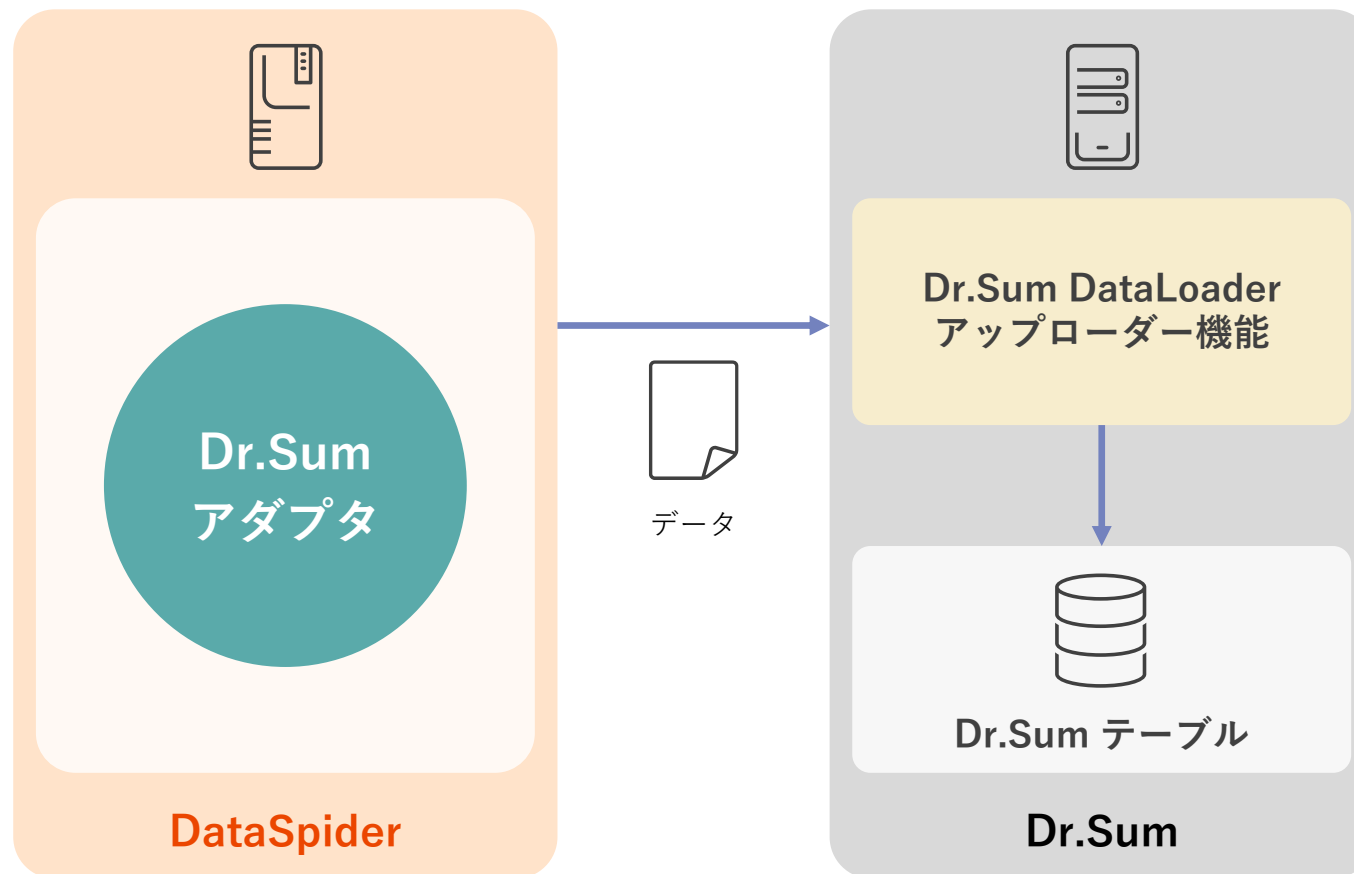 Dr.Sum
アダプタ
DataSpider
データ
Dr.Sum DataLoader
アップローダー機能
Dr.Sum テーブル
Dr.Sum